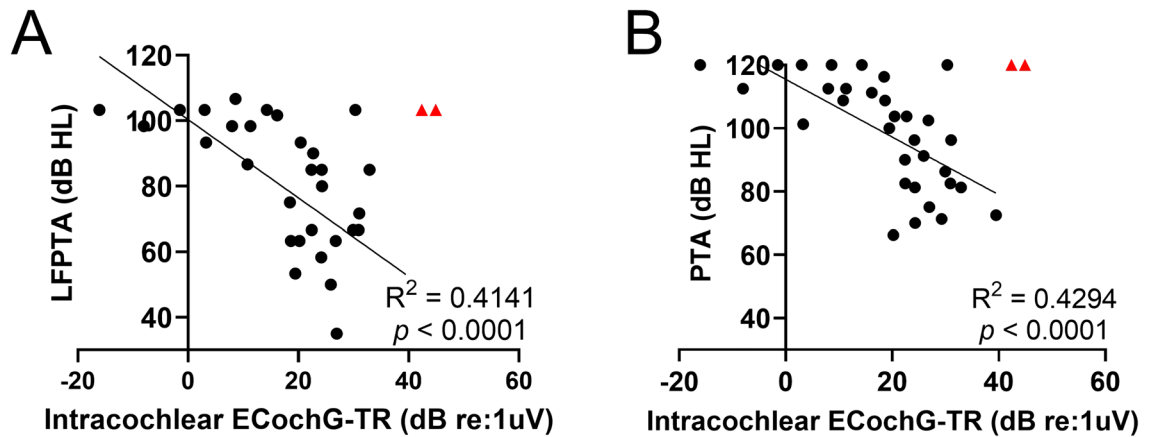 A
120
100
80
60
40
LFPTA (dB HL)
R² = 0.4141
p < 0.0001
-20 0 20 40 60
Intracochlear ECochG-TR (dB re:1uV)
B
120
100
80
60
40
PTA (dB HL)
R² = 0.4294
p < 0.0001
-20 0 20 40 60
Intracochlear ECochG-TR (dB re:1uV)